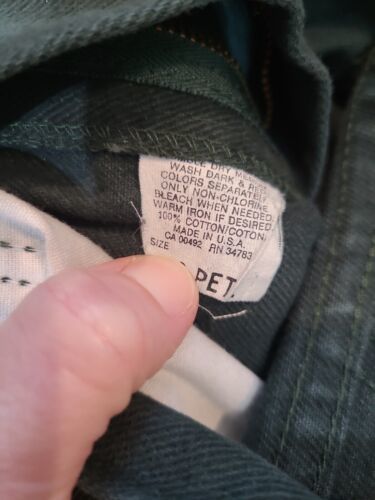 DRY
WASH DARK &
COLORS SEPARATELY
ONLY NON-CHLORINE
BLEACH WHEN NEEDED.
WARM IRON IF DESIRED.
100% COTTON/COTON
MADE IN U.S.A.
CA 00492 RN 34783
SIZE
PET.